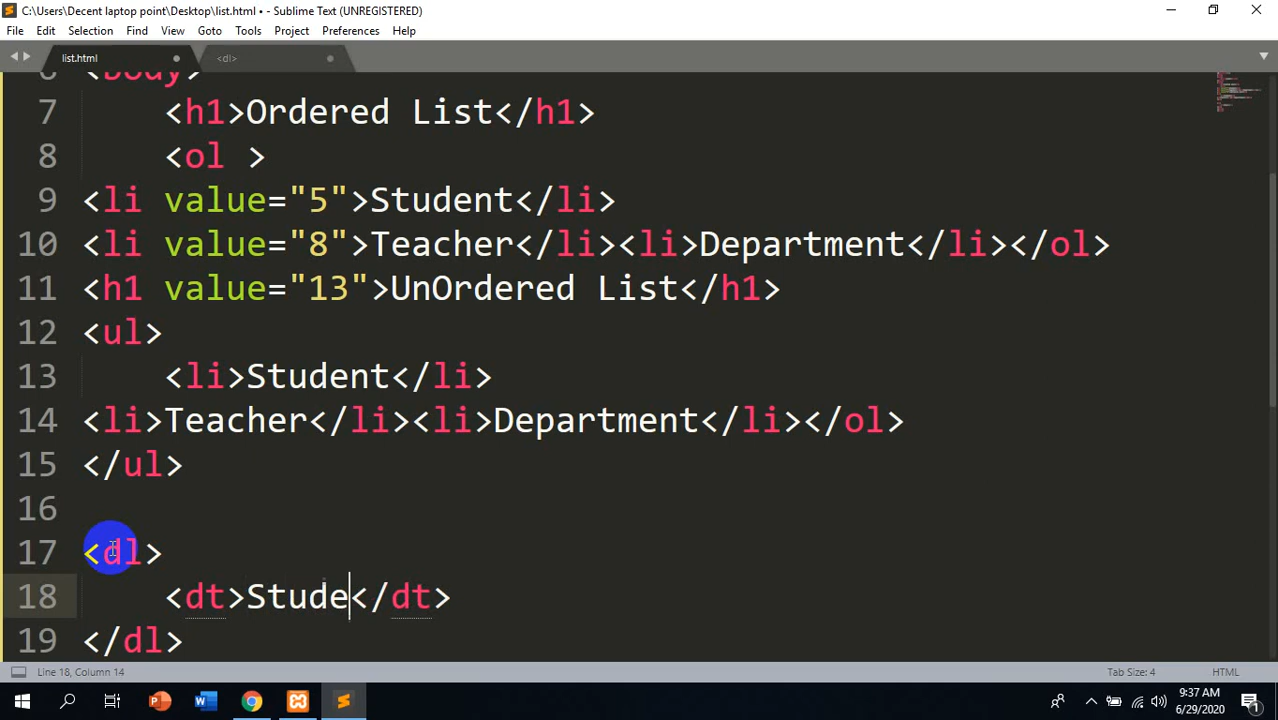 C:\Users\Decent laptop point\Desktop\list.html • - Sublime Text (UNREGISTERED)
File Edit Selection Find View Goto Tools Project Preferences Help
list.html <dl>
6 <body>
7 <h1>Ordered List</h1>
8 <ol >
9 <li value="5">Student</li>
10 <li value="8">Teacher</li><li>Department</li></ol>
11 <h1 value="13">UnOrdered List</h1>
12 <ul>
13 <li>Student</li>
14 <li>Teacher</li><li>Department</li></ol>
15 </ul>
16
17 <dl>
18 <dt>Stude</dt>
19 </dl>
Line 18, Column 14 Tab Size: 4 HTML
9:37 AM
6/29/2020